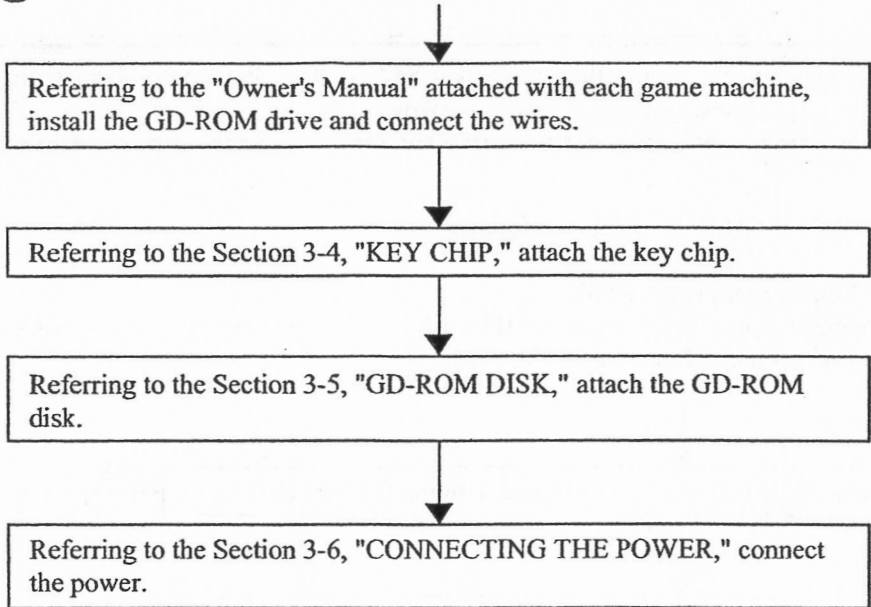 Referring to the "Owner's Manual" attached with each game machine,
install the GD-ROM drive and connect the wires.
Referring to the Section 3-4, "KEY CHIP," attach the key chip.
Referring to the Section 3-5, "GD-ROM DISK," attach the GD-ROM
disk.
Referring to the Section 3-6, "CONNECTING THE POWER," connect
the power.